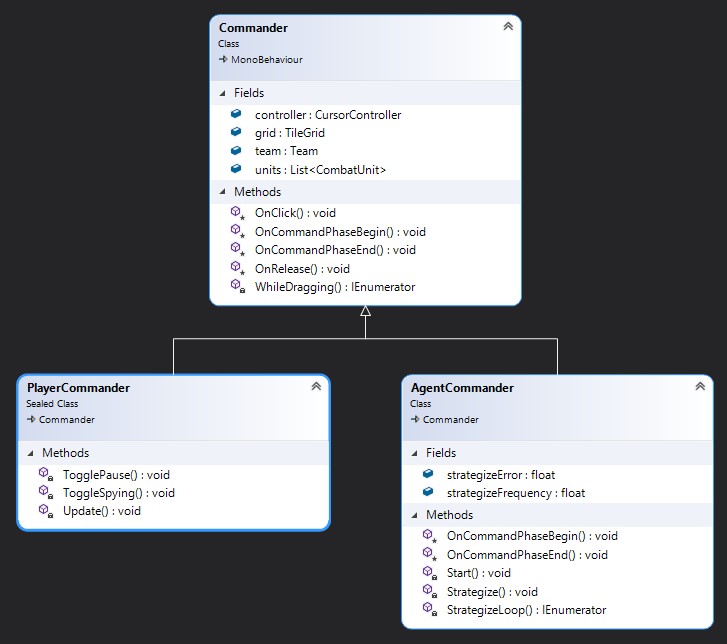 Commander
Class
MonoBehaviour
Fields
controller : CursorController
grid : TileGrid
team : Team
units : List<CombatUnit>
Methods
OnClick() : void
OnCommandPhaseBegin() : void
OnCommandPhaseEnd() : void
OnRelease() : void
WhileDragging() : IEnumerator
PlayerCommander
Sealed Class
Commander
Methods
TogglePause() : void
ToggleSpying() : void
Update() : void
AgentCommander
Class
Commander
Fields
strategizeError : float
strategizeFrequency : float
Methods
OnCommandPhaseBegin() : void
OnCommandPhaseEnd() : void
Start() : void
Strategize() : void
StrategizeLoop() : IEnumerator